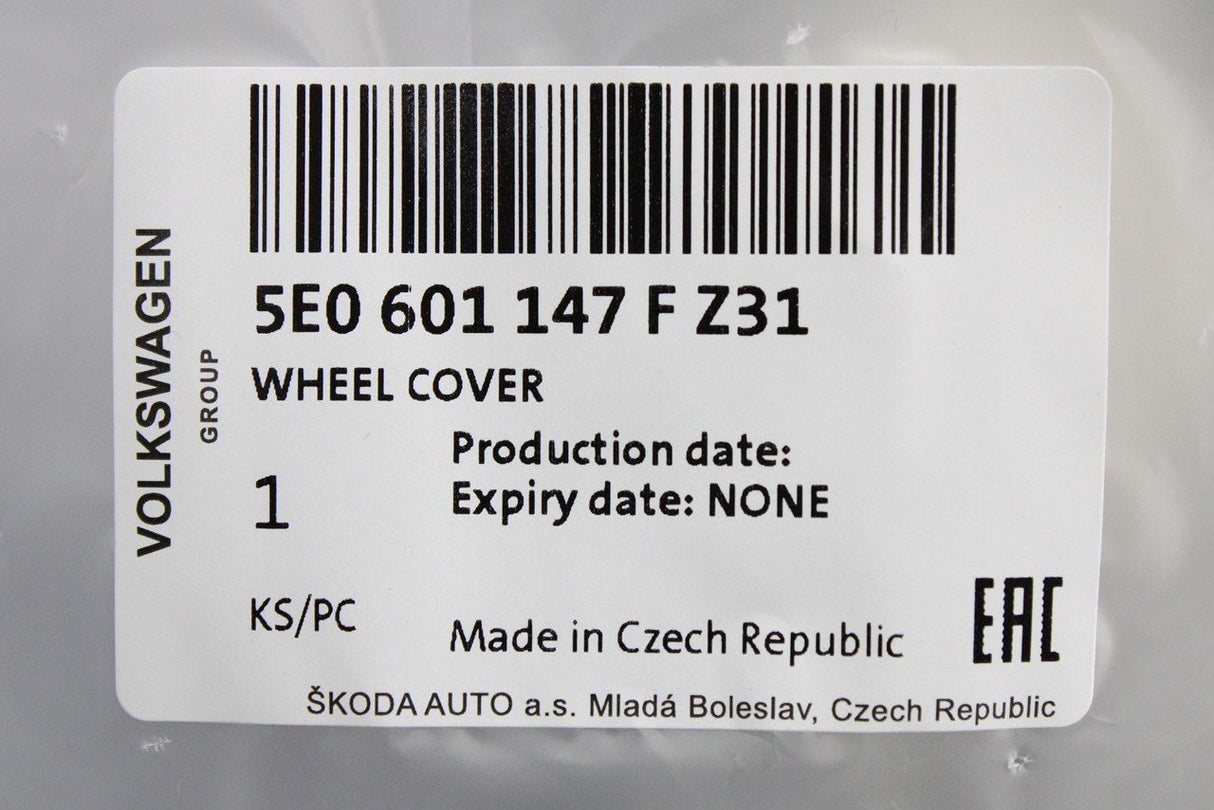 VOLKSWAGEN
GROUP
5E0 601 147 F Z31
WHEEL COVER
Production date:
1
Expiry date: NONE
KS/PC
Made in Czech Republic
EAC
ŠKODA AUTO a.s. Mladá Boleslav, Czech Republic